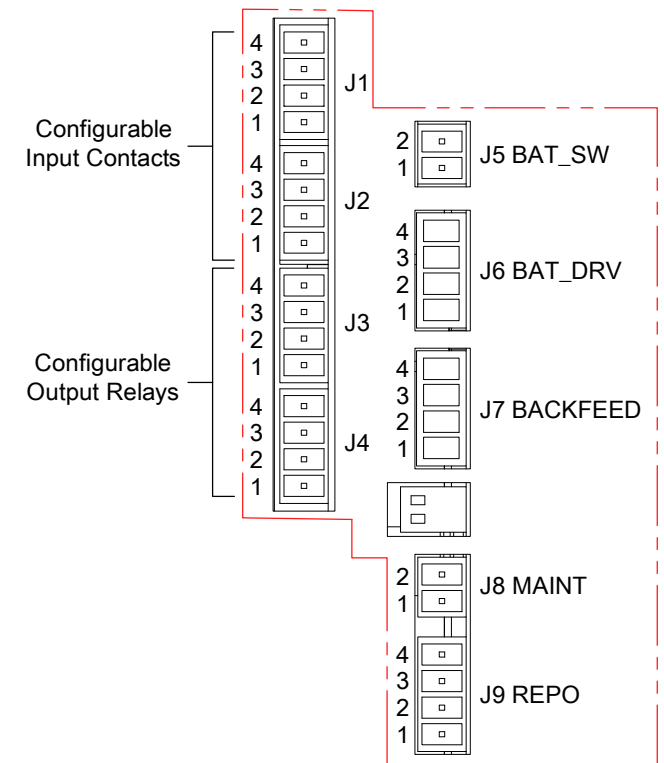 Configurable
Input Contacts
4
3
2
1
J1
4
3
2
1
J2
Configurable
Output Relays
4
3
2
1
J3
4
3
2
1
J4
2
1
J5 BAT_SW
4
3
2
1
J6 BAT_DRV
4
3
2
1
J7 BACKFEED
2
1
J8 MAINT
4
3
2
1
J9 REPO